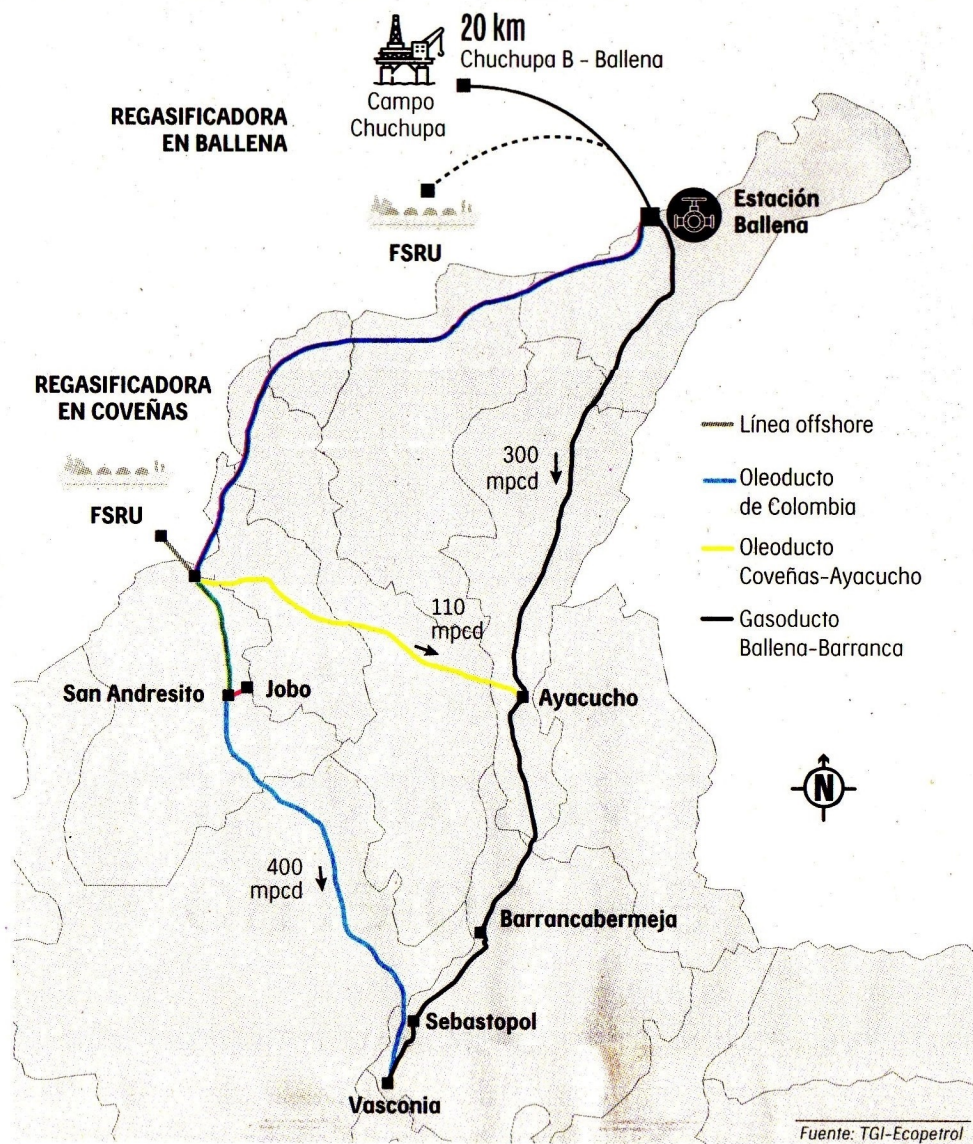 20 km
Chuchupa B - Ballena
Campo
Chuchupa
REGASIFICADORA
EN BALLENA
FSRU
Estación
Ballena
REGASIFICADORA
EN COVEÑAS
FSRU
300
mpcd
Línea offshore
Oleoducto
de Colombia
Oleoducto
Coveñas-Ayacucho
Gasoducto
Ballena-Barranca
110
mpcd
San Andresito
Jobo
Ayacucho
N
400
mpcd
Barrancabermeja
Sebastopol
Vasconia
Fuente: TGI-Ecopetrol